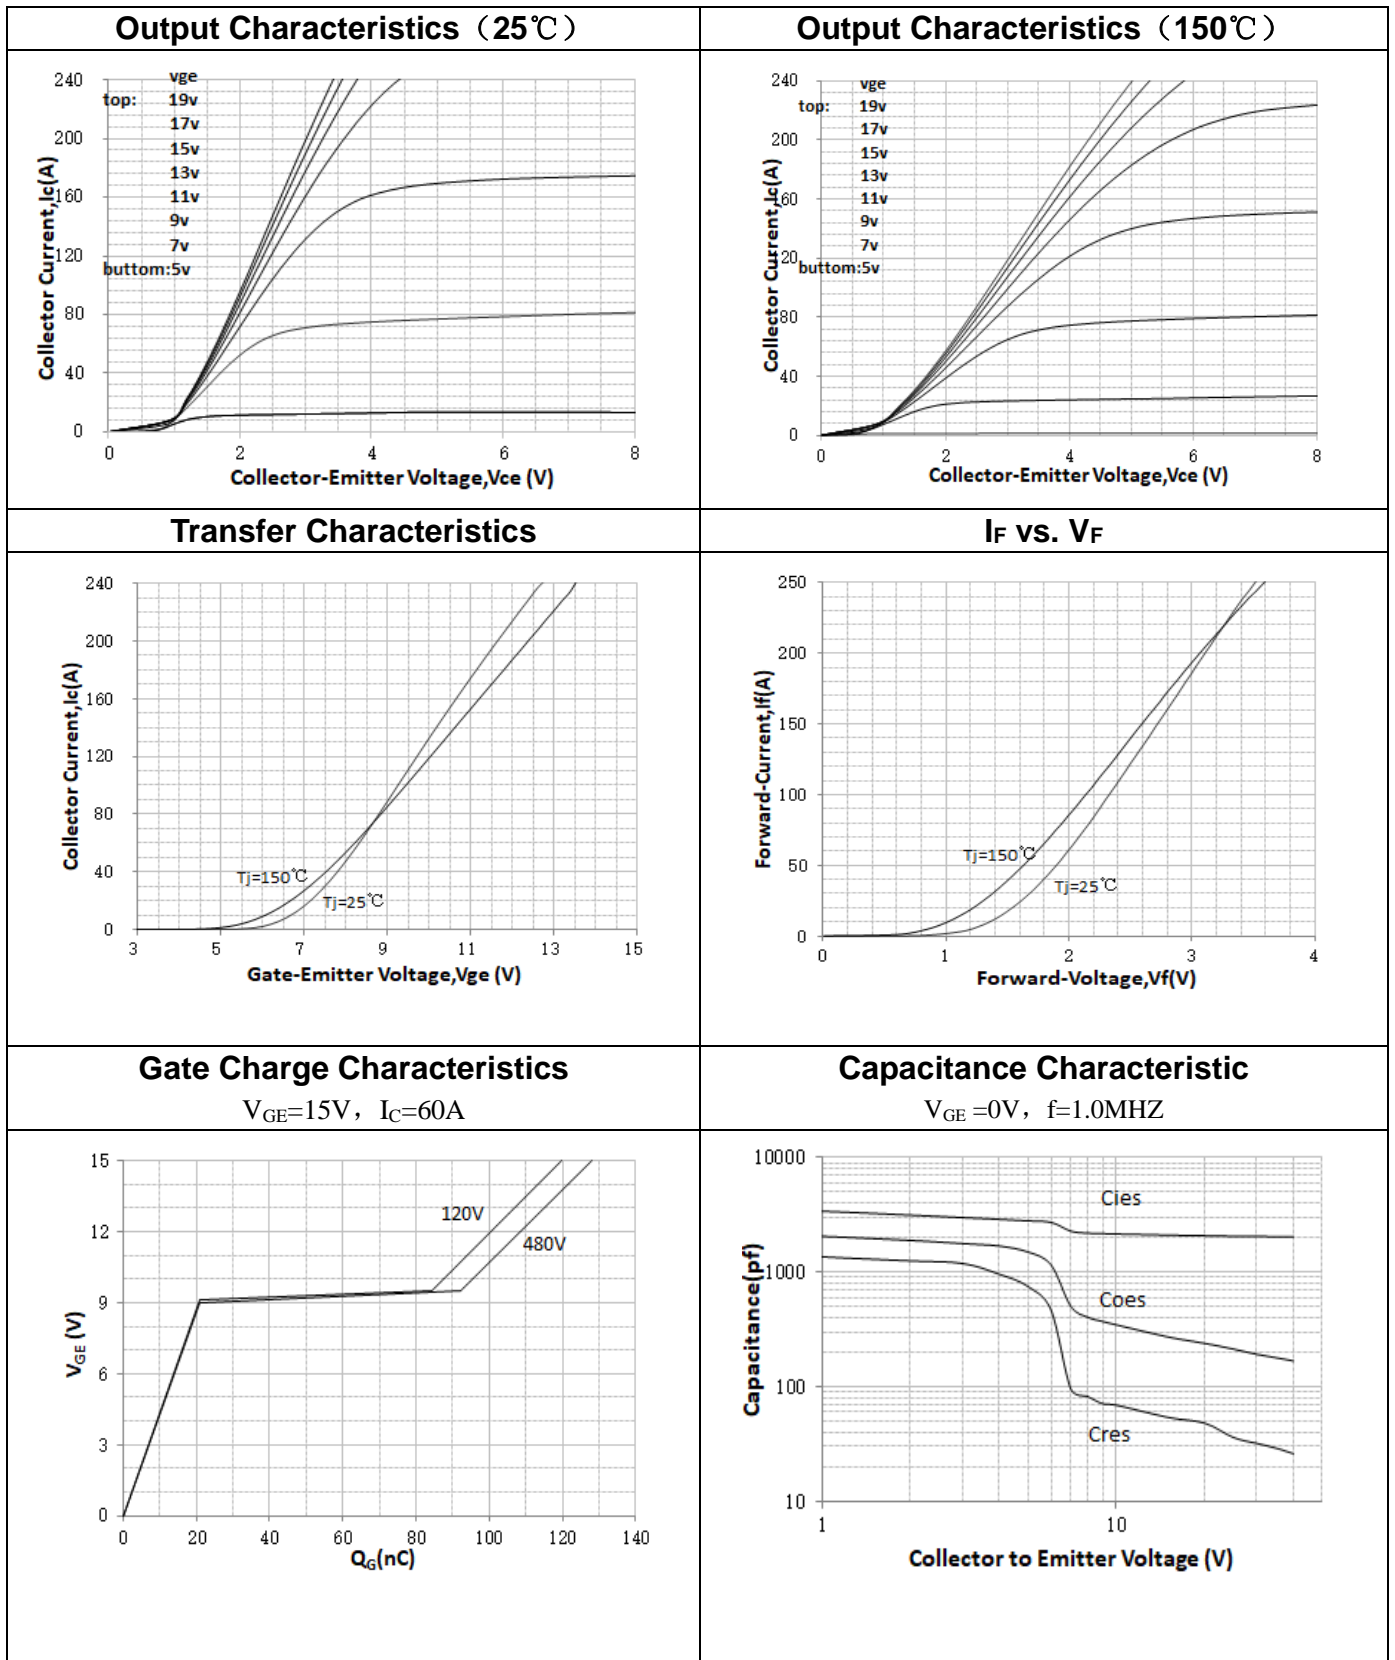 Output Characteristics（25℃）
Output Characteristics（150℃）
240
200
160
120
80
40
0
vge
top: 19v
17v
15v
13v
11v
9v
7v
buttom:5v
Collector Current,Ic(A)
0 2 4 6 8
Collector-Emitter Voltage,Vce (V)
240
200
160
120
80
40
0
vge
top: 19v
17v
15v
13v
11v
9v
7v
buttom:5v
Collector Current,Ic(A)
0 2 4 6 8
Collector-Emitter Voltage,Vce (V)
Transfer Characteristics
IF vs. VF
240
200
160
120
80
40
0
Collector Current,Ic(A)
Tj=150℃
Tj=25℃
3 5 7 9 11 13 15
Gate-Emitter Voltage,Vge (V)
250
200
150
100
50
0
Forward-Current,If(A)
Tj=150℃
Tj=25℃
0 1 2 3 4
Forward-Voltage,Vf(V)
Gate Charge Characteristics
VGE=15V，IC=60A
Capacitance Characteristic
VGE =0V，f=1.0MHZ
15
12
9
6
3
0
VGE (V)
120V
480V
0 20 40 60 80 100 120 140
QG(nC)
10000
1000
100
10
Capacitance(pf)
Cies
Coes
Cres
1 10
Collector to Emitter Voltage (V)